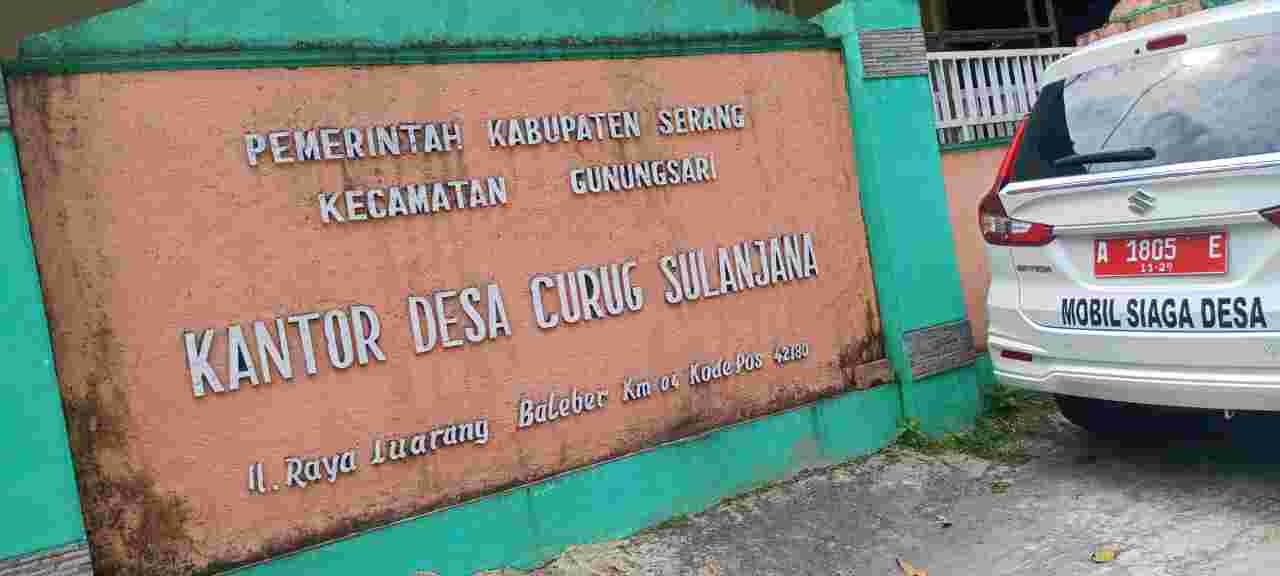 PEMERINTAH KABUPATEN SERANG
KECAMATAN GUNUNGSARI
KANTOR DESA CURUG SULANJANA
Jl. Raya Luarang BaLeber Km 04 Kode Pos 42180
A 1805 E
11-27
MOBIL SIAGA DESA